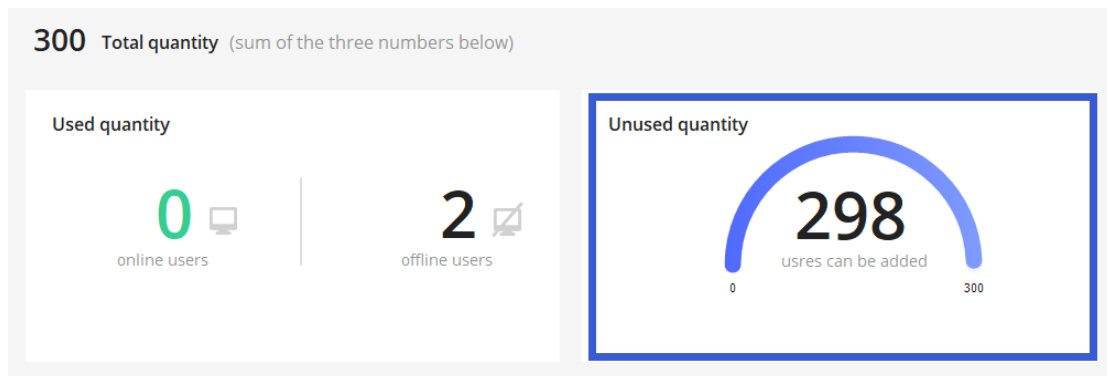 300 Total quantity (sum of the three numbers below)
Used quantity
0
online users
2
offline users
Unused quantity
298
usres can be added
0
300